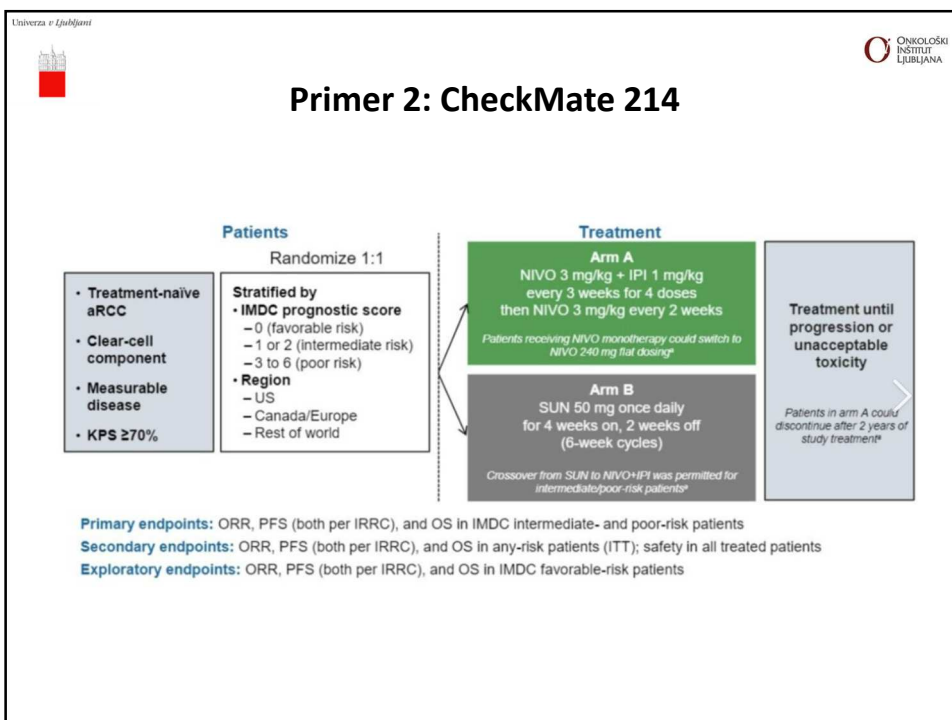 Univerza v Ljubljani
ONKOLOŠKI
INŠTITUT
LJUBLJANA
Primer 2: CheckMate 214
Patients
Randomize 1:1
• Treatment-naïve
aRCC
• Clear-cell
component
• Measurable
disease
• KPS ≥70%
Stratified by
• IMDC prognostic score
– 0 (favorable risk)
– 1 or 2 (intermediate risk)
– 3 to 6 (poor risk)
• Region
– US
– Canada/Europe
– Rest of world
Treatment
Arm A
NIVO 3 mg/kg + IPI 1 mg/kg
every 3 weeks for 4 doses
then NIVO 3 mg/kg every 2 weeks
Patients receiving NIVO monotherapy could switch to
NIVO 240 mg flat dosing
Arm B
SUN 50 mg once daily
for 4 weeks on, 2 weeks off
(6-week cycles)
Crossover from SUN to NIVO+IPI was permitted for
intermediate/poor-risk patients
Treatment until
progression or
unacceptable
toxicity
Patients in arm A could
discontinue after 2 years of
study treatment
Primary endpoints: ORR, PFS (both per IRRC), and OS in IMDC intermediate- and poor-risk patients
Secondary endpoints: ORR, PFS (both per IRRC), and OS in any-risk patients (ITT); safety in all treated patients
Exploratory endpoints: ORR, PFS (both per IRRC), and OS in IMDC favorable-risk patients